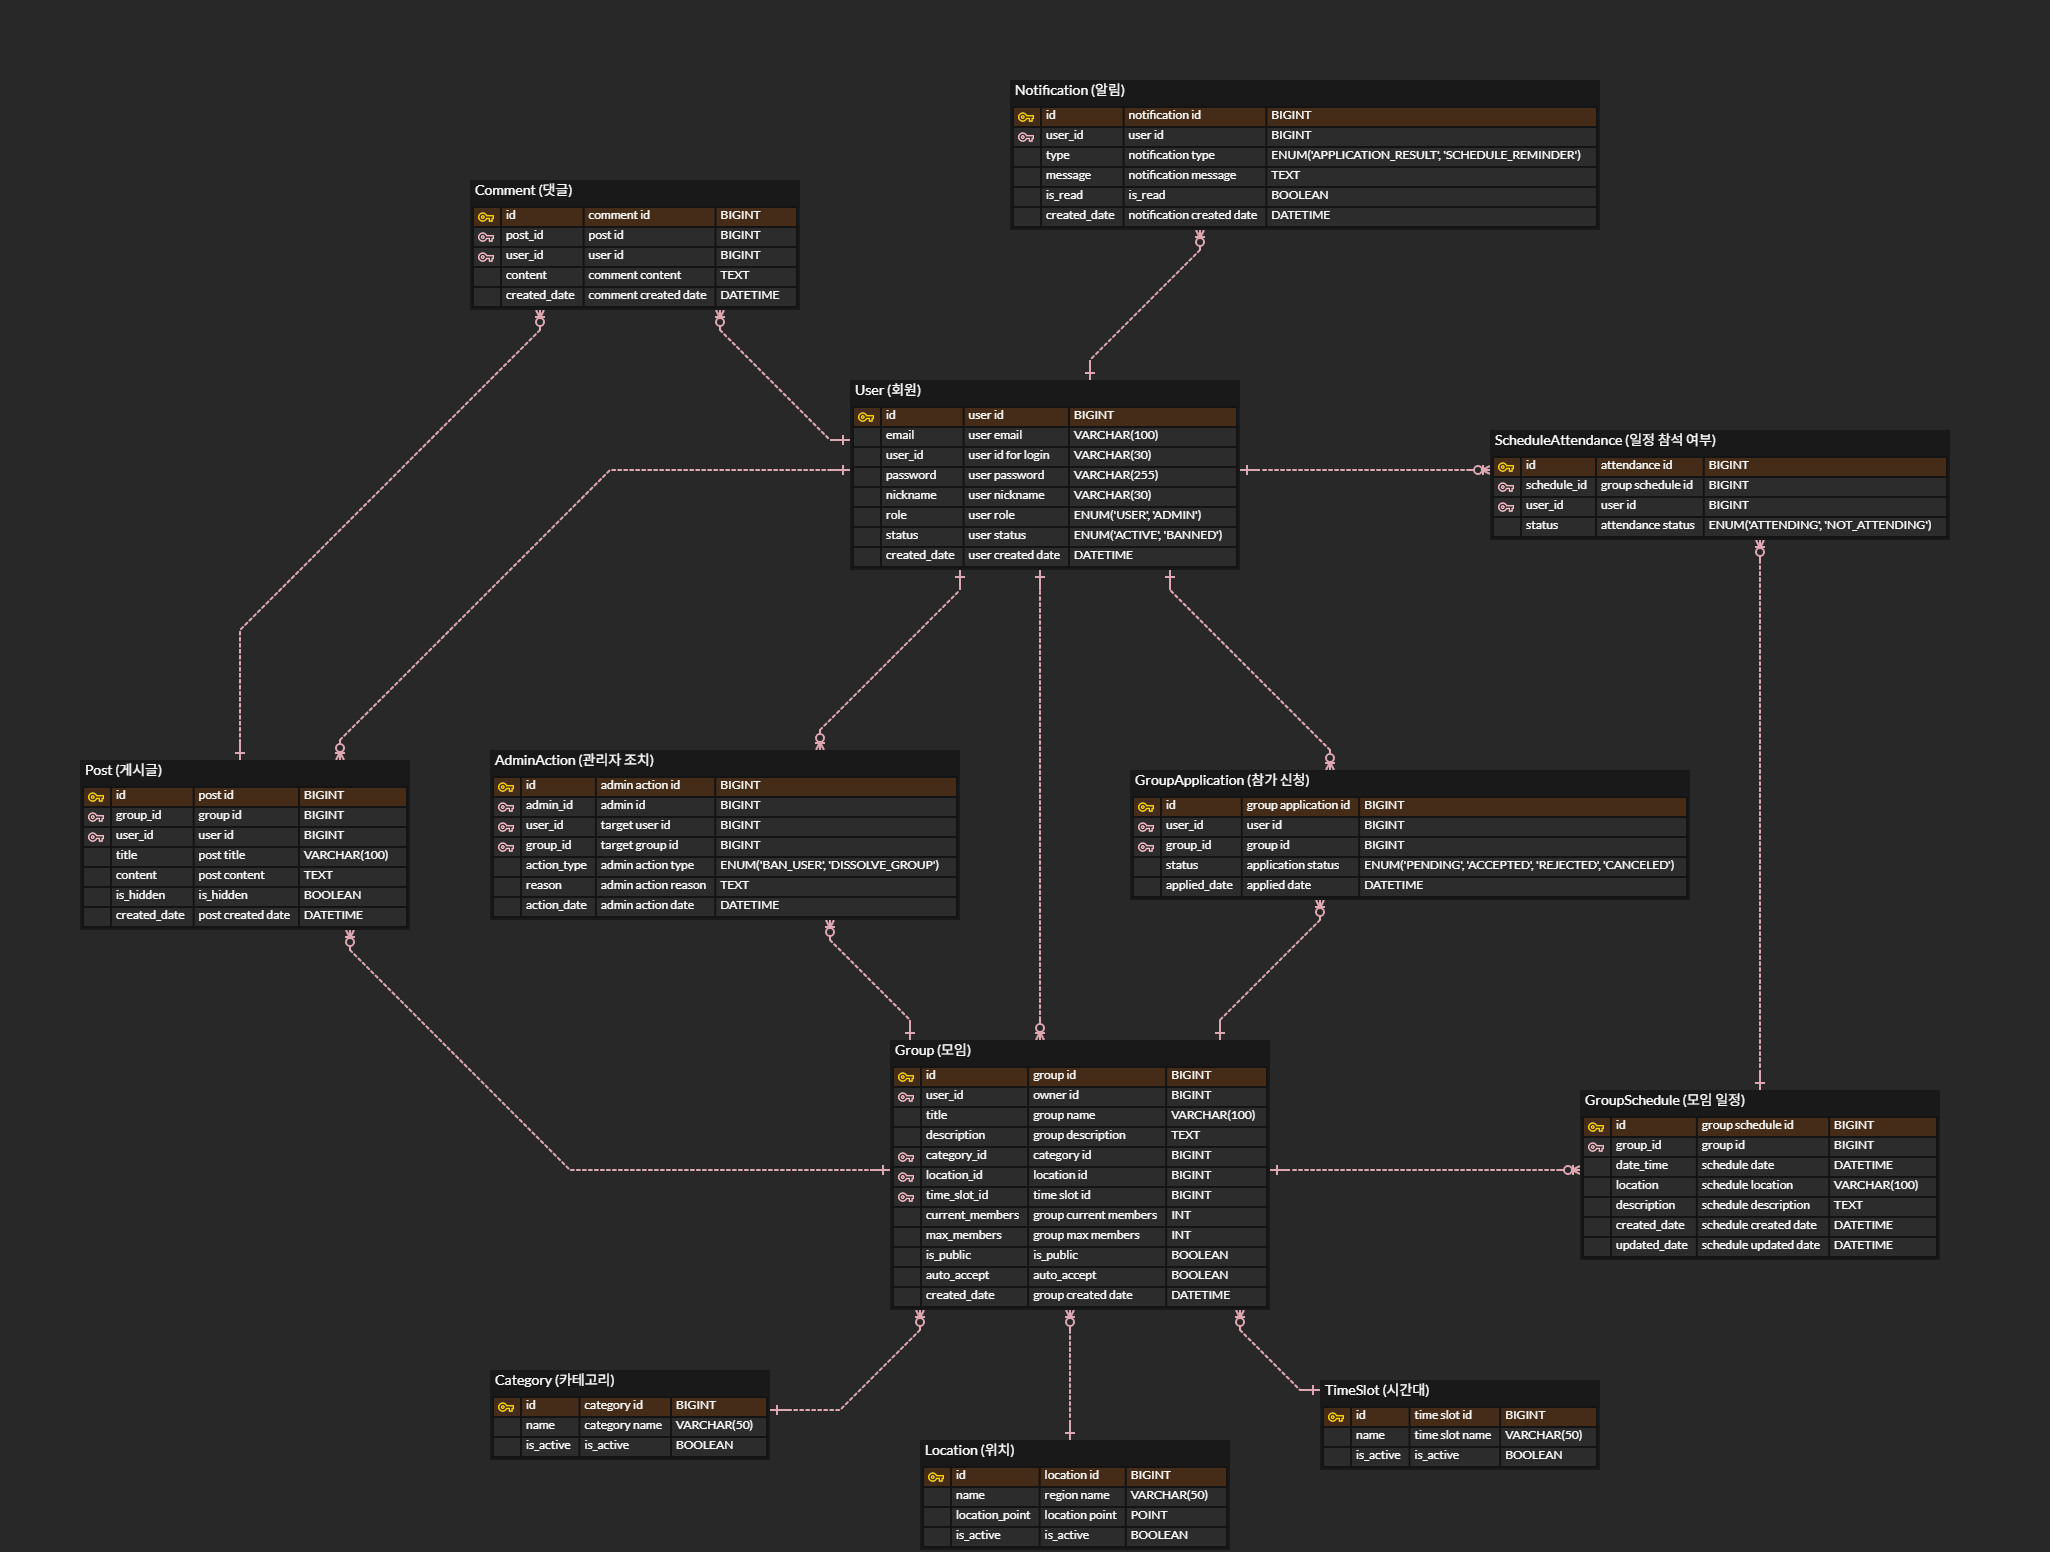 Notification (알림)
id notification id BIGINT
user_id user id BIGINT
type notification type ENUM('APPLICATION_RESULT', 'SCHEDULE_REMINDER')
message notification message TEXT
is_read is_read BOOLEAN
created_date notification created date DATETIME
Comment (댓글)
id comment id BIGINT
post_id post id BIGINT
user_id user id BIGINT
content comment content TEXT
created_date comment created date DATETIME
User (회원)
id user id BIGINT
email user email VARCHAR(100)
user_id user id for login VARCHAR(30)
password user password VARCHAR(255)
nickname user nickname VARCHAR(30)
role user role ENUM('USER', 'ADMIN')
status user status ENUM('ACTIVE', 'BANNED')
created_date user created date DATETIME
ScheduleAttendance (일정 참석 여부)
id attendance id BIGINT
schedule_id group schedule id BIGINT
user_id user id BIGINT
status attendance status ENUM('ATTENDING', 'NOT_ATTENDING')
Post (게시글)
id post id BIGINT
group_id group id BIGINT
user_id user id BIGINT
title post title VARCHAR(100)
content post content TEXT
is_hidden is_hidden BOOLEAN
created_date post created date DATETIME
AdminAction (관리자 조치)
id admin action id BIGINT
admin_id admin id BIGINT
user_id target user id BIGINT
group_id target group id BIGINT
action_type admin action type ENUM('BAN_USER', 'DISSOLVE_GROUP')
reason admin action reason TEXT
action_date admin action date DATETIME
GroupApplication (참가 신청)
id group application id BIGINT
user_id user id BIGINT
group_id group id BIGINT
status application status ENUM('PENDING', 'ACCEPTED', 'REJECTED', 'CANCELED')
applied_date applied date DATETIME
Group (모임)
id group id BIGINT
user_id owner id BIGINT
title group name VARCHAR(100)
description group description TEXT
category_id category id BIGINT
location_id location id BIGINT
time_slot_id time slot id BIGINT
current_members group current members INT
max_members group max members INT
is_public is_public BOOLEAN
auto_accept auto_accept BOOLEAN
created_date group created date DATETIME
GroupSchedule (모임 일정)
id group schedule id BIGINT
group_id group id BIGINT
date_time schedule date DATETIME
location schedule location VARCHAR(100)
description schedule description TEXT
created_date schedule created date DATETIME
updated_date schedule updated date DATETIME
Category (카테고리)
id category id BIGINT
name category name VARCHAR(50)
is_active is_active BOOLEAN
Location (위치)
id location id BIGINT
name region name VARCHAR(50)
location_point location point POINT
is_active is_active BOOLEAN
TimeSlot (시간대)
id time slot id BIGINT
name time slot name VARCHAR(50)
is_active is_active BOOLEAN